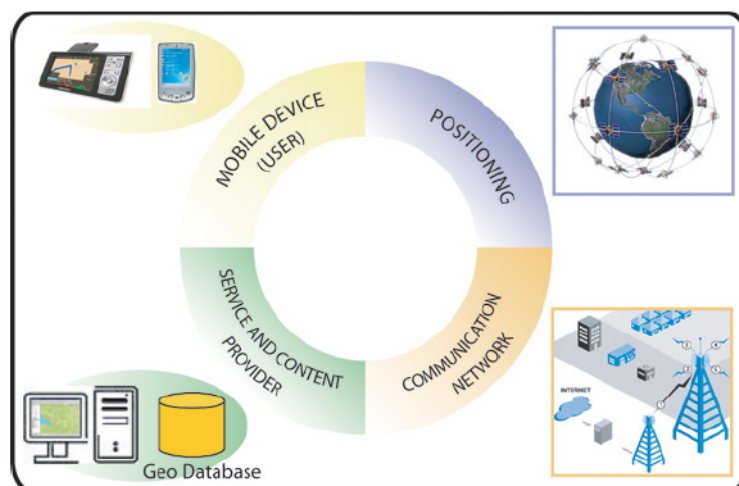 MOBILE DEVICE
(USER)
POSITIONING
SERVICE AND CONTENT
PROVIDER
COMMUNICATION
NETWORK
Geo Database
INTERNET